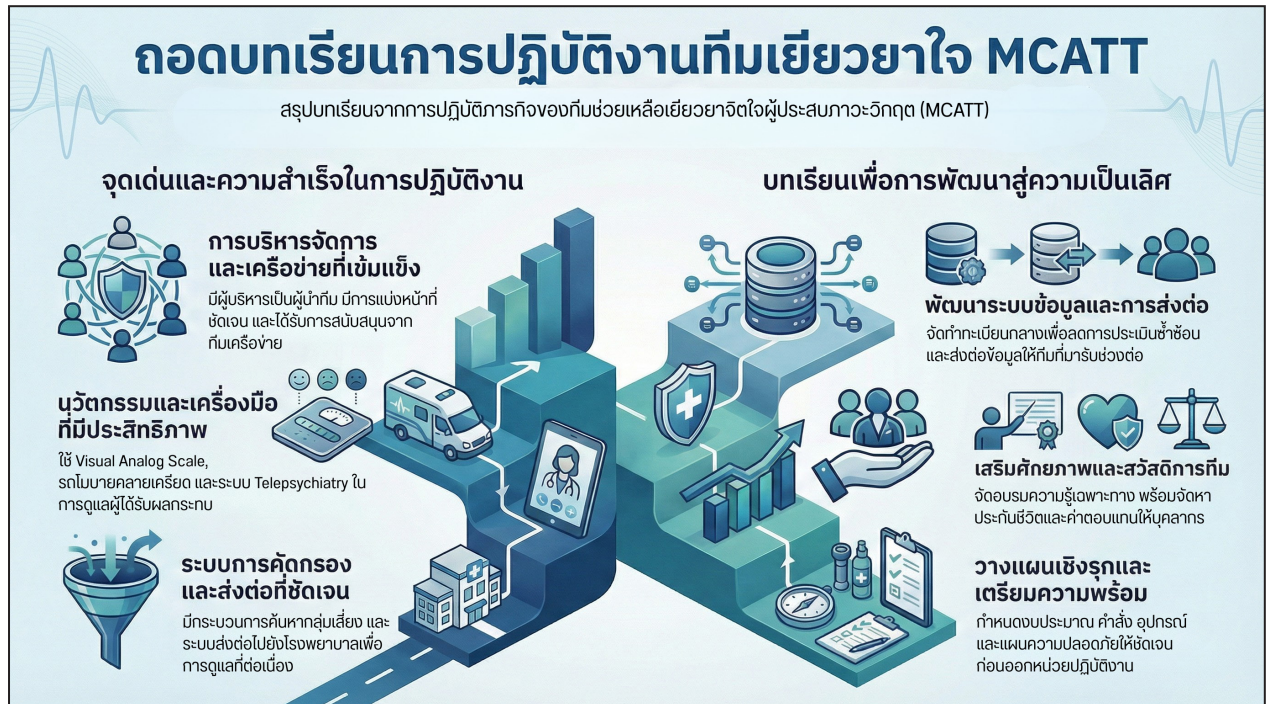 ถอดบทเรียนการปฏิบัติงานทีมเยียวยาใจ MCATT
สรุปบทเรียนจากการปฏิบัติภารกิจของทีมช่วยเหลือเยียวยาจิตใจผู้ประสบภาวะวิกฤต (MCATT)
จุดเด่นและความสำเร็จในการปฏิบัติงาน
การบริหารจัดการ
และเครือข่ายที่เข้มแข็ง
มีผู้บริหารเป็นผู้นำทีม มีการแบ่งหน้าที่
ชัดเจน และได้รับการสนับสนุนจาก
ทีมเครือข่าย
นวัตกรรมและเครื่องมือ
ที่มีประสิทธิภาพ
ใช้ Visual Analog Scale,
รถโมบายคลายเครียด และระบบ Telepsychiatry ใน
การดูแลผู้ได้รับผลกระทบ
ระบบการคัดกรอง
และส่งต่อที่ชัดเจน
มีกระบวนการค้นหากลุ่มเสี่ยง และ
ระบบส่งต่อไปยังโรงพยาบาลเพื่อ
การดูแลที่ต่อเนื่อง
บทเรียนเพื่อการพัฒนาสู่ความเป็นเลิศ
พัฒนาระบบข้อมูลและการส่งต่อ
จัดทำทะเบียนกลางเพื่อลดการประเมินซ้ำซ้อน
และส่งต่อข้อมูลให้ทีมที่มารับช่วงต่อ
เสริมศักยภาพและสวัสดิการทีม
จัดอบรมความรู้เฉพาะทาง พร้อมจัดหา
ประกันชีวิตและค่าตอบแทนให้บุคลากร
วางแผนเชิงรุกและ
เตรียมความพร้อม
กำหนดงบประมาณ คำสั่ง อุปกรณ์
และแผนความปลอดภัยให้ชัดเจน
ก่อนออกหน่วยปฏิบัติงาน